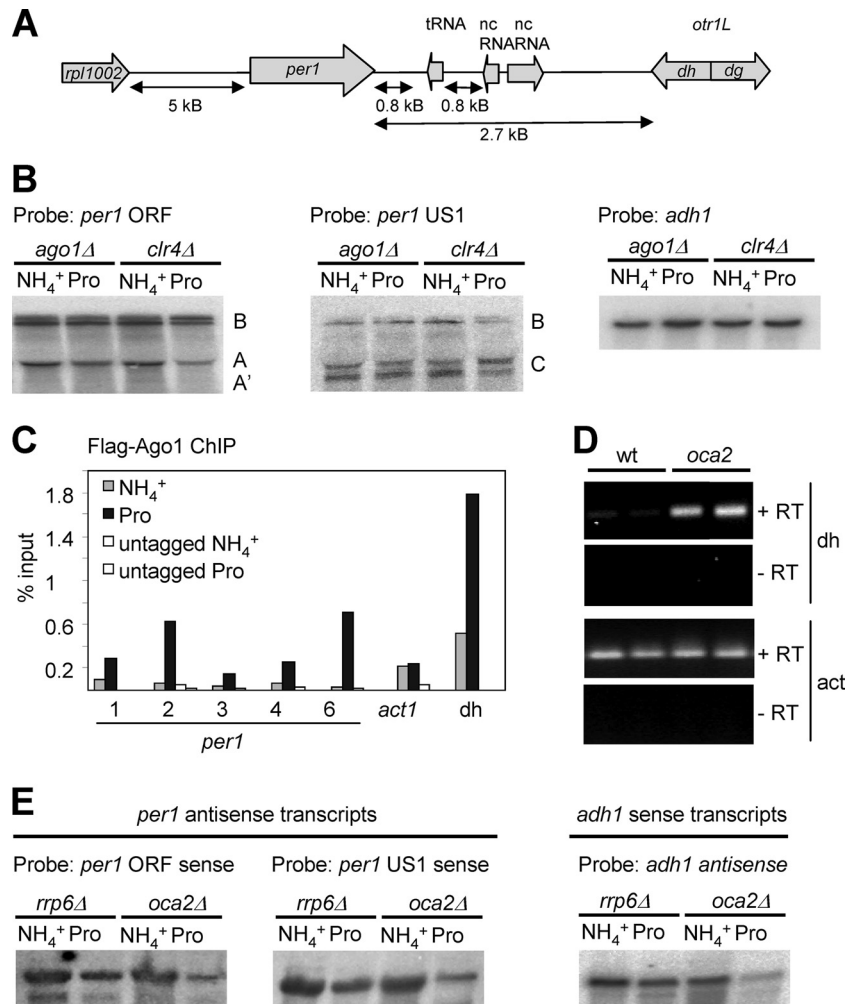 A
tRNA nc nc otr1L
RNA RNA
rpl1002 per1 dh dg
5 kB 0.8 kB 0.8 kB
2.7 kB
B
Probe: per1 ORF
ago1Δ clr4Δ
NH4+ Pro NH4+ Pro
B
A
A'
Probe: per1 US1
ago1Δ clr4Δ
NH4+ Pro NH4+ Pro
B
C
Probe: adh1
ago1Δ clr4Δ
NH4+ Pro NH4+ Pro
C
Flag-Ago1 ChIP
% input
1.8
1.4
1
0.6
0.2
NH4+
Pro
untagged NH4+
untagged Pro
1 2 3 4 6 act1 dh
per1
D
wt oca2
+ RT
- RT
dh
+ RT
- RT
act
E
per1 antisense transcripts
Probe: per1 ORF sense
rrp6Δ oca2Δ
NH4+ Pro NH4+ Pro
Probe: per1 US1 sense
rrp6Δ oca2Δ
NH4+ Pro NH4+ Pro
adh1 sense transcripts
Probe: adh1 antisense
rrp6Δ oca2Δ
NH4+ Pro NH4+ Pro